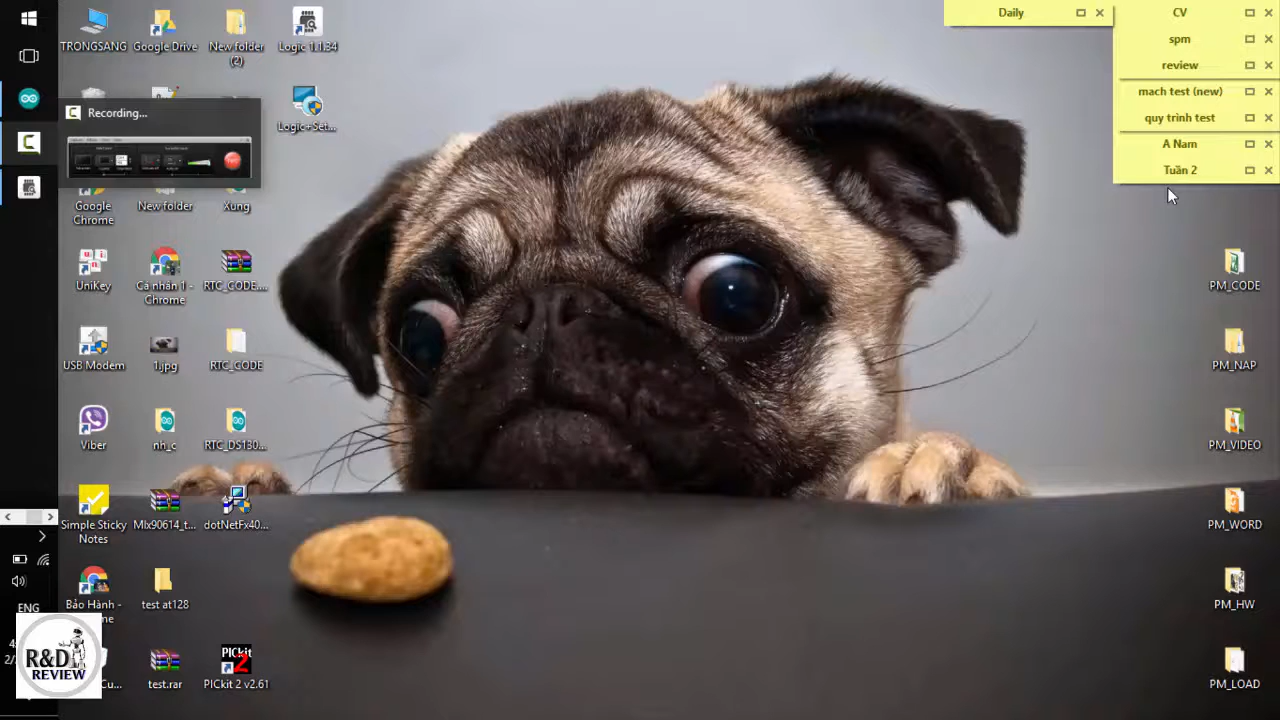 TRONGSANG
Google Drive
New folder
(2)
Logic 1.1.34
Logic+Set...
Recording...
Google
Chrome
New folder
Xung
UniKey
Cá nhân 1 -
Chrome
RTC_CODE....
USB Modem
1.jpg
RTC_CODE
Viber
nh_c
RTC_DS130...
Simple Sticky
Notes
Mix90614_t...
dotNetFx40...
Bảo Hành -
test at128
test.rar
PICkit
2
PICkit 2 v2.61
ENG
R&D
REVIEW
Daily
CV
spm
review
mach test (new)
quy trinh test
A Nam
Tuần 2
PM_CODE
PM_NAP
PM_VIDEO
PM_WORD
PM_HW
PM_LOAD